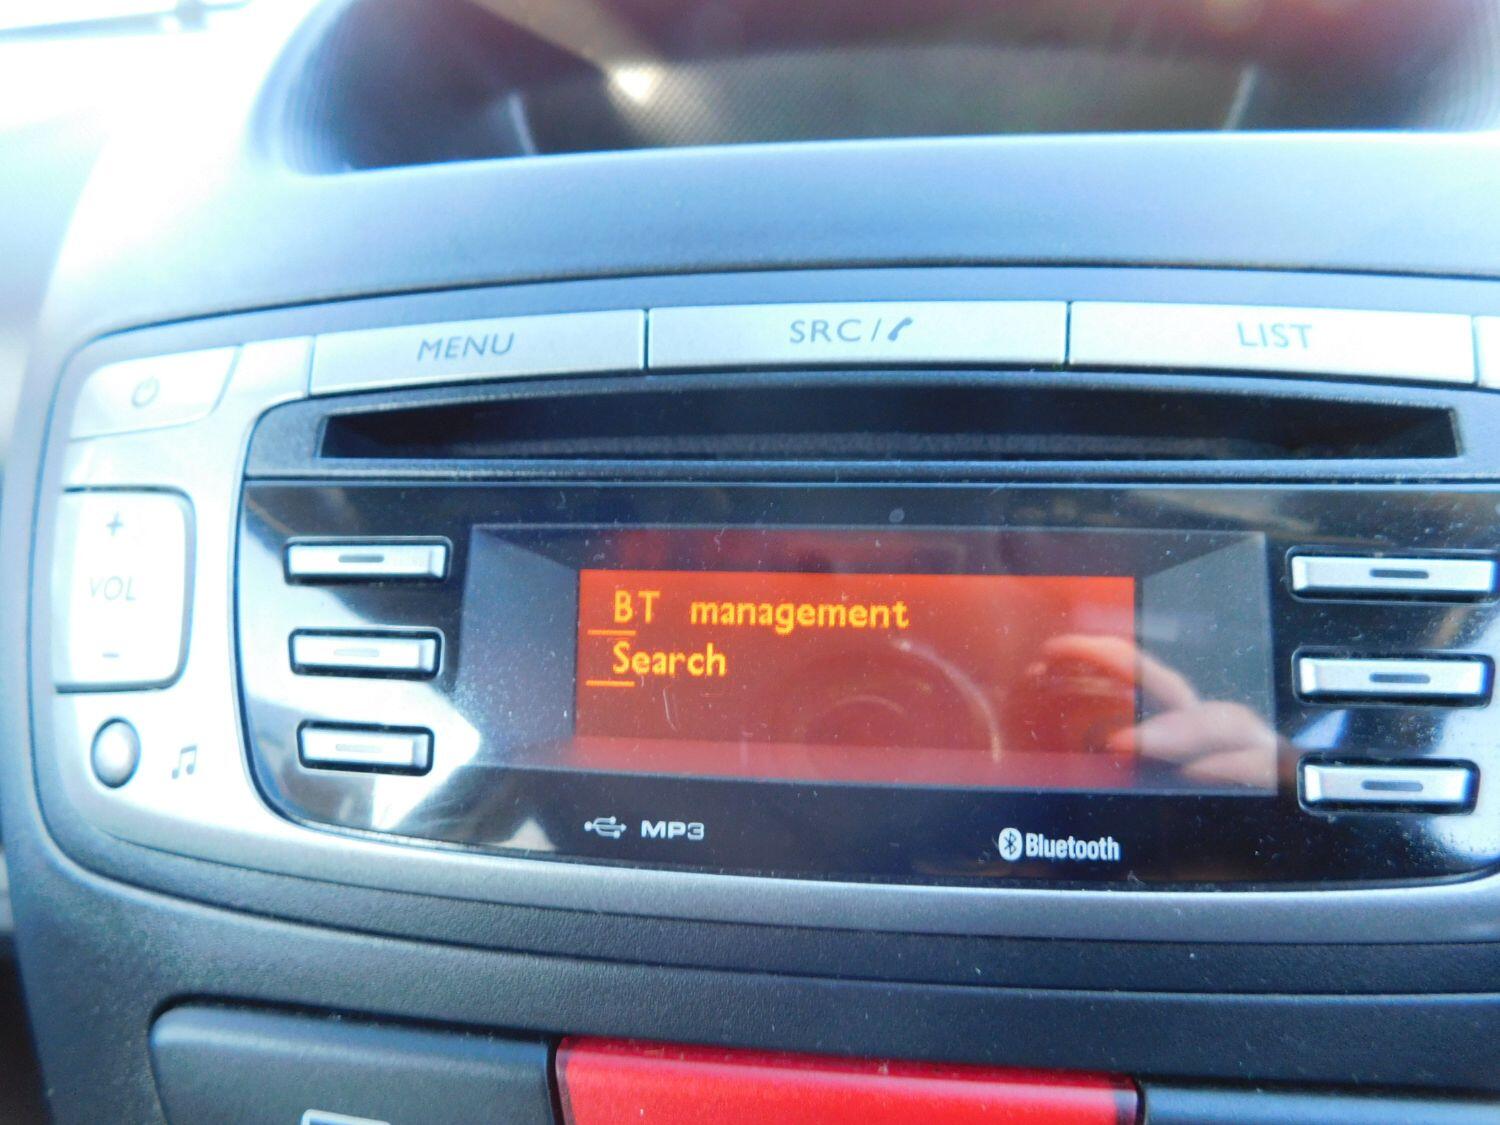 MENU
SRC/
LIST
+
VOL
-
BT management
Search
MP3
Bluetooth